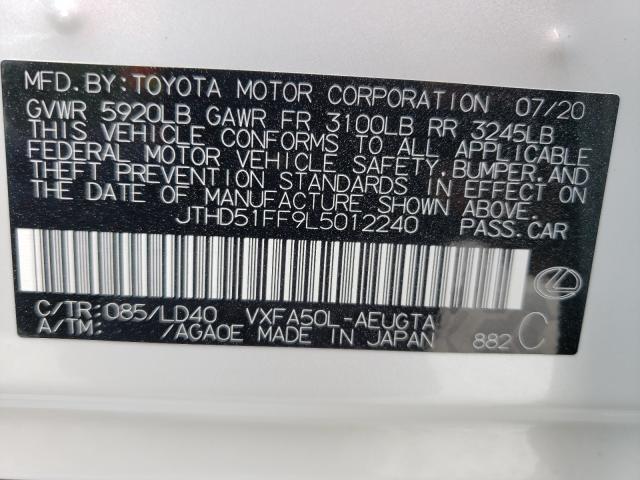 MFD.BY:TOYOTA MOTOR CORPORATION 07/20
GVWR 5920LB GAWR FR 3100LB RR 3245LB
THIS VEHICLE CONFORMS TO ALL APPLICABLE
FEDERAL MOTOR VEHICLE SAFETY, BUMPER, AND
THEFT PREVENTION STANDARDS IN EFFECT ON
THE DATE OF MANUFACTURE SHOWN ABOVE.
JTHD51FF9L5012240 PASS.CAR
C/TR:085/LD40 VXFA50L-AEUGTA
A/TM: /AGA0E MADE IN JAPAN 882 C